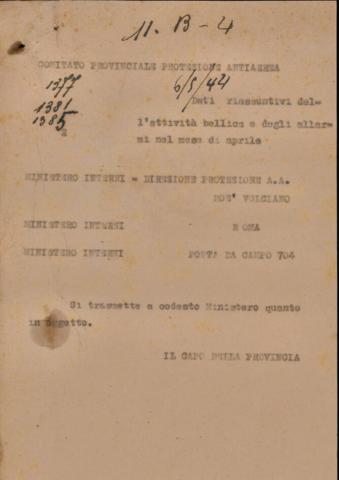 11-B-4
COMITATO PROVINCIALE PROTEZIONE ANTIAEREA
1377
1381
1385
6/5/44
Dati riassuntivi del=
l'attività bellica e degli allar=
mi nel mese di aprile
MINISTERO INTERNI = DIREZIONE PROTEZIONE A.A.
ROE' VOLCIANO
MINISTERO INTERNI ROMA
MINISTERO INTERNI POSTA DA CAMPO 704
Si trasmette a codesto Ministero quanto
in oggetto.
IL CAPO DELLA PROVINCIA